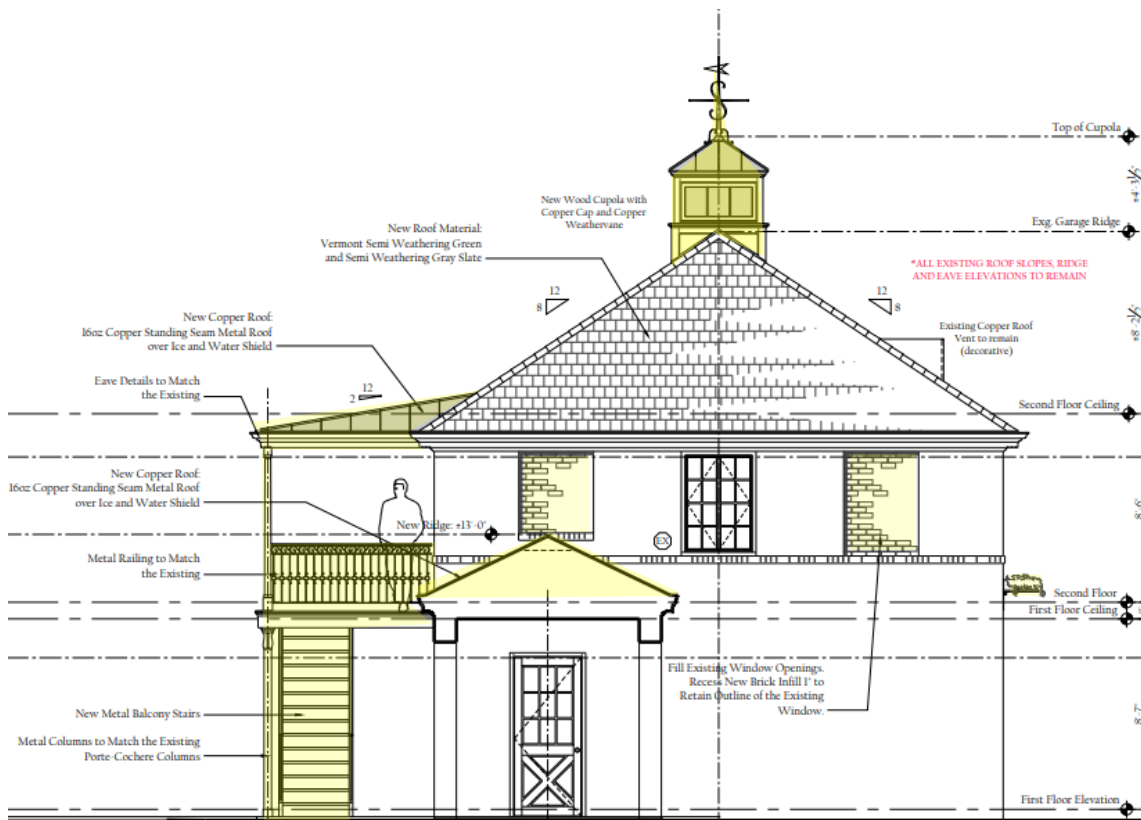 Top of Cupola
±4'-3½"
New Wood Cupola with
Copper Cap and Copper
Weathervane
Exg. Garage Ridge
New Roof Material:
Vermont Semi Weathering Green
and Semi Weathering Gray Slate
*ALL EXISTING ROOF SLOPES, RIDGE
AND EAVE ELEVATIONS TO REMAIN
12
8
12
8
±8'-2½"
New Copper Roof:
16oz Copper Standing Seam Metal Roof
over Ice and Water Shield
Existing Copper Roof
Vent to remain
(decorative)
Eave Details to Match
the Existing
12
2
Second Floor Ceiling
New Copper Roof:
16oz Copper Standing Seam Metal Roof
over Ice and Water Shield
New Ridge: ±13'-0"
EX
Metal Railing to Match
the Existing
Second Floor
First Floor Ceiling
Fill Existing Window Openings.
Recess New Brick Infill 1" to
Retain Outline of the Existing
Window.
New Metal Balcony Stairs
Metal Columns to Match the Existing
Porte-Cochere Columns
First Floor Elevation